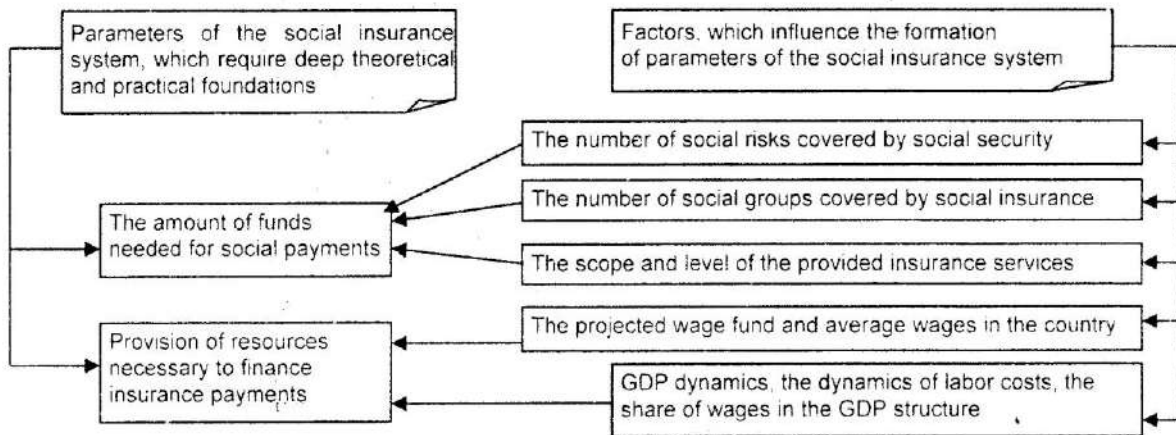 Parameters of the social insurance
system, which require deep theoretical
and practical foundations
Factors, which influence the formation
of parameters of the social insurance system
The number of social risks covered by social security
The number of social groups covered by social insurance
The amount of funds
needed for social payments
The scope and level of the provided insurance services
The projected wage fund and average wages in the country
Provision of resources
necessary to finance
insurance payments
GDP dynamics, the dynamics of labor costs, the
share of wages in the GDP structure